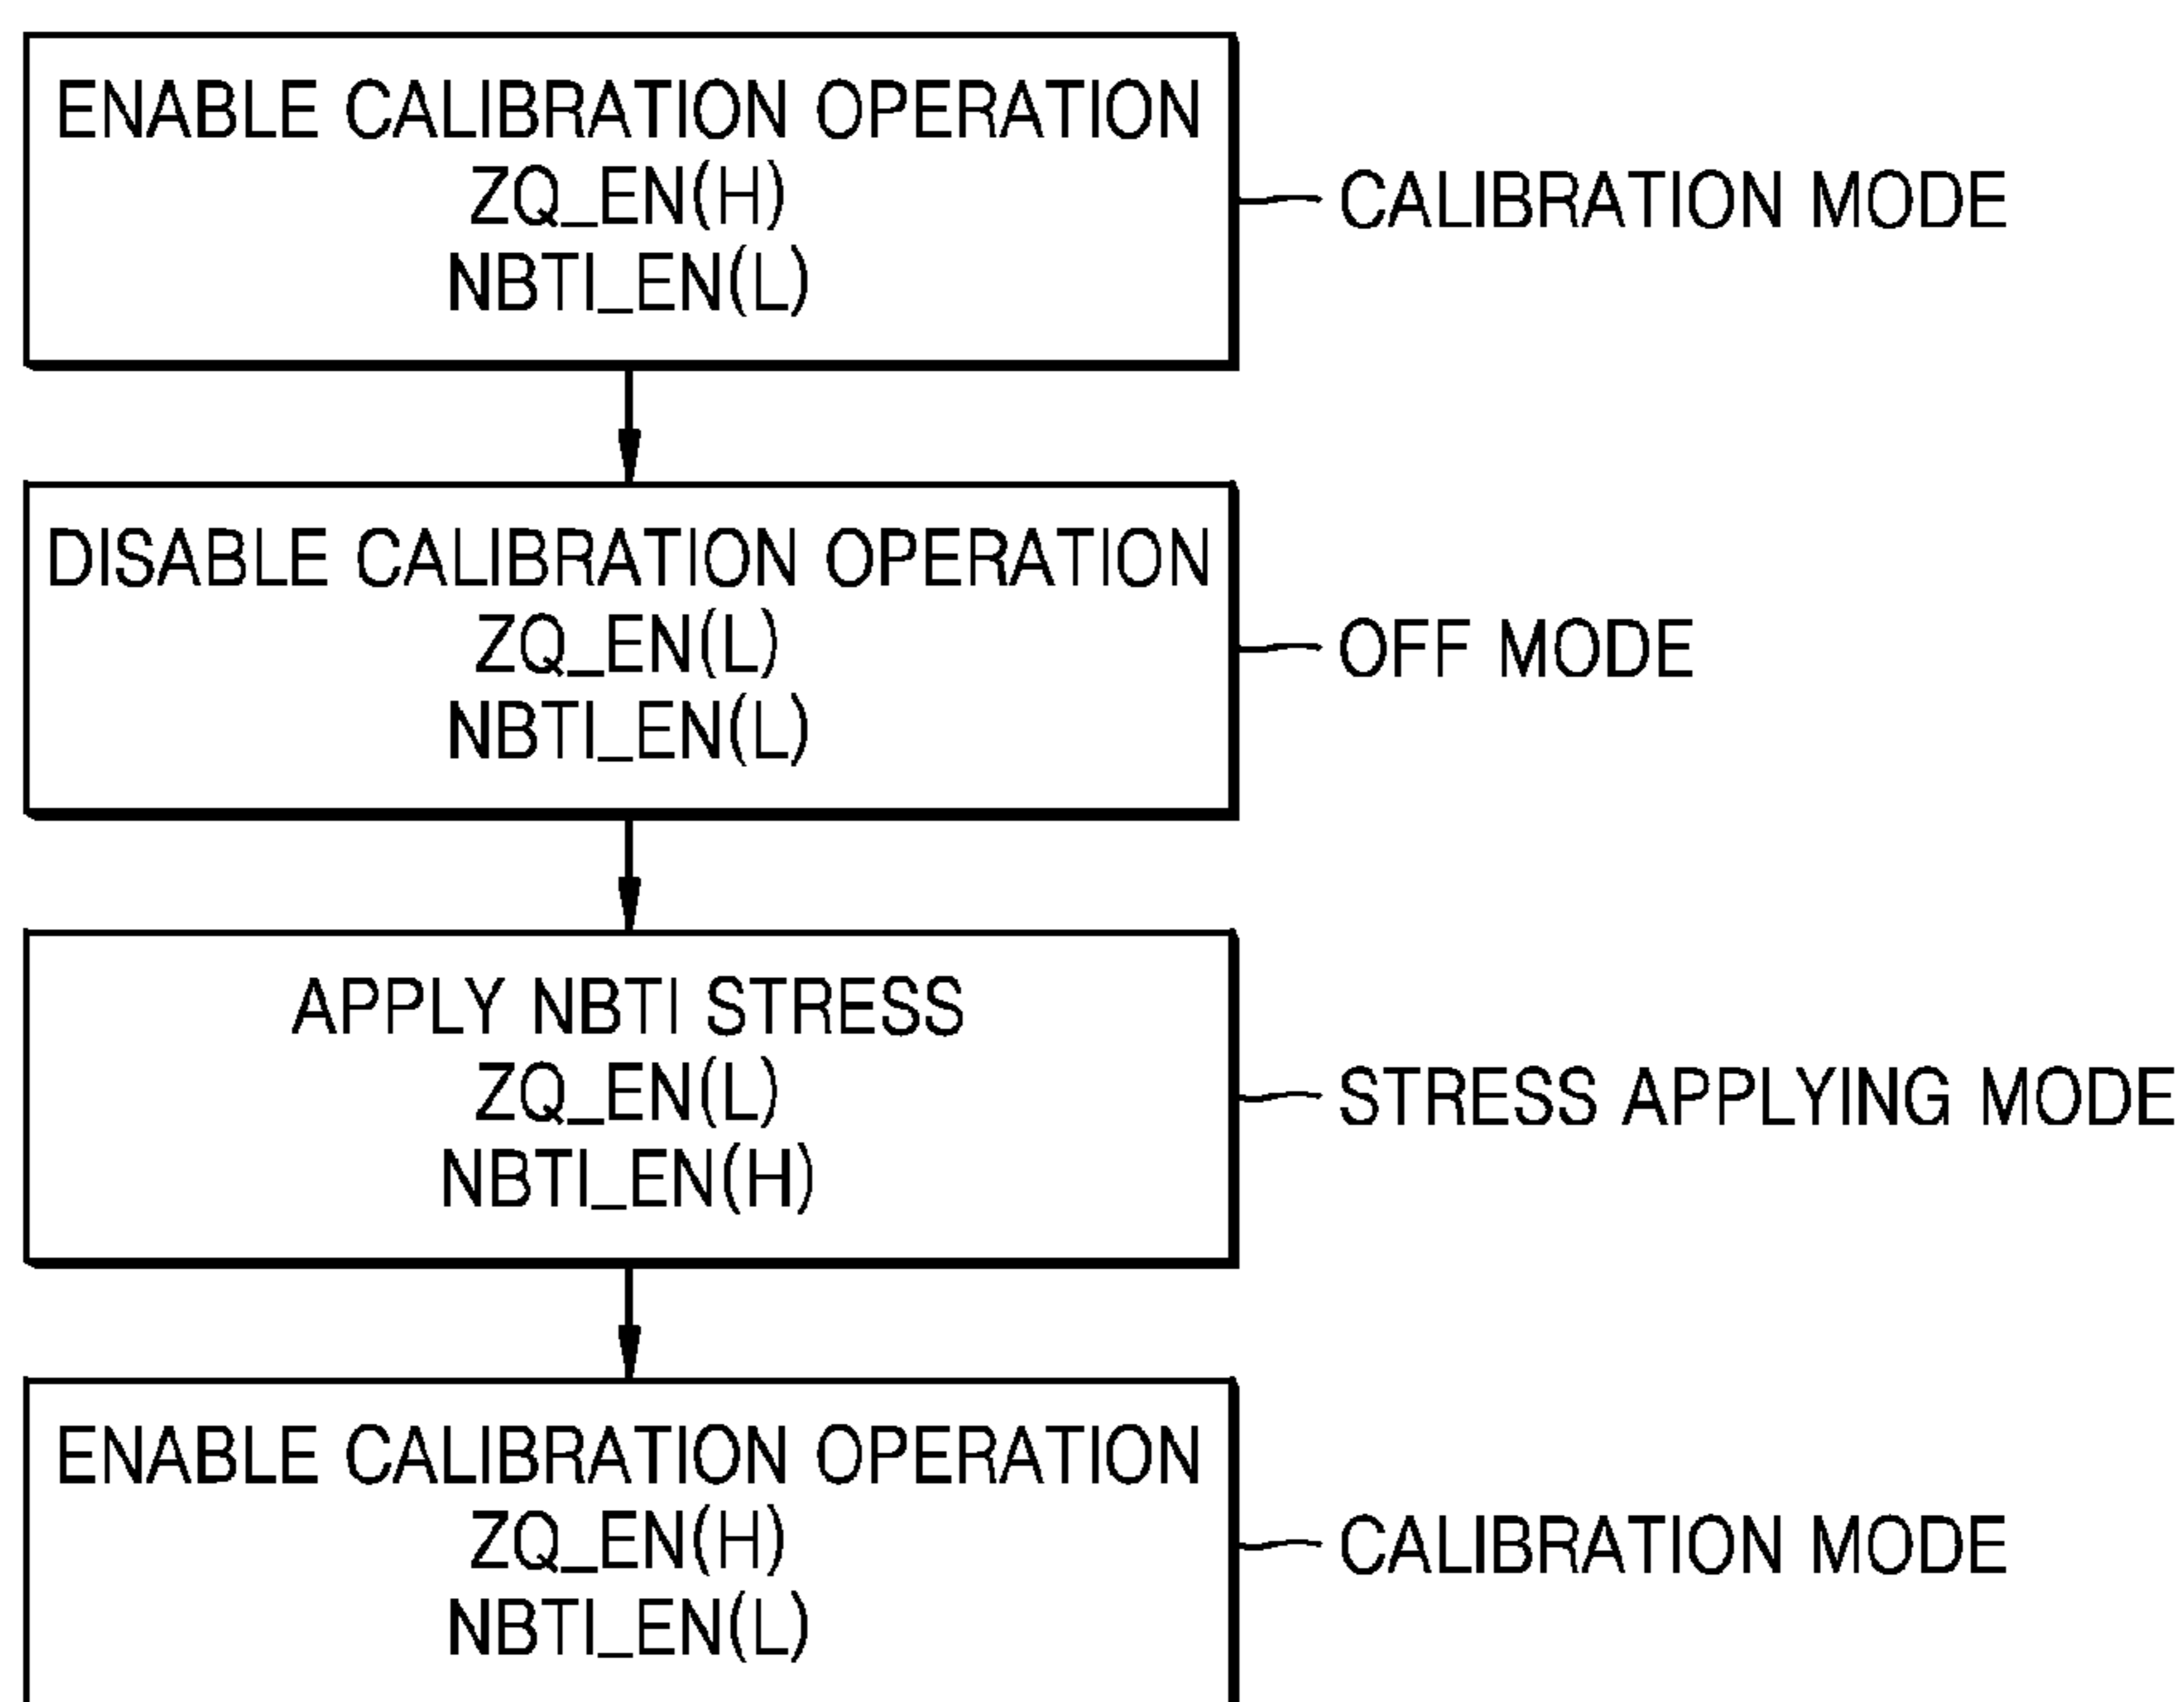 ENABLE CALIBRATION OPERATION
ZQ_EN(H)
NBTI_EN(L)
CALIBRATION MODE
DISABLE CALIBRATION OPERATION
ZQ_EN(L)
NBTI_EN(L)
OFF MODE
APPLY NBTI STRESS
ZQ_EN(L)
NBTI_EN(H)
STRESS APPLYING MODE
ENABLE CALIBRATION OPERATION
ZQ_EN(H)
NBTI_EN(L)
CALIBRATION MODE